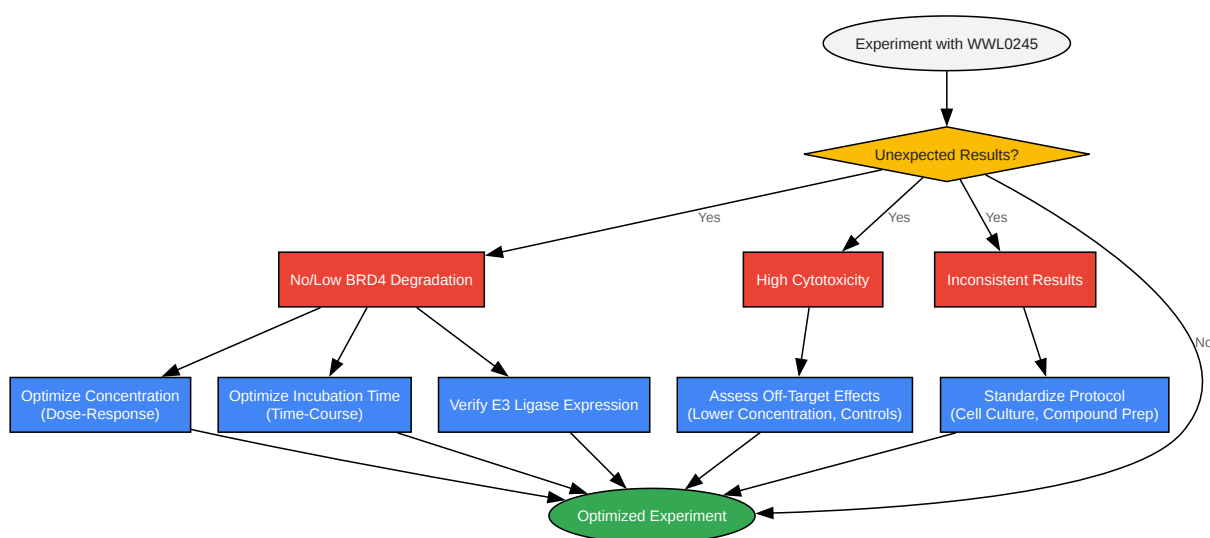 Experiment with WWL0245
Unexpected Results?
Yes
Yes
Yes
No
No/Low BRD4 Degradation
High Cytotoxicity
Inconsistent Results
Optimize Concentration
(Dose-Response)
Optimize Incubation Time
(Time-Course)
Verify E3 Ligase Expression
Assess Off-Target Effects
(Lower Concentration, Controls)
Standardize Protocol
(Cell Culture, Compound Prep)
Optimized Experiment